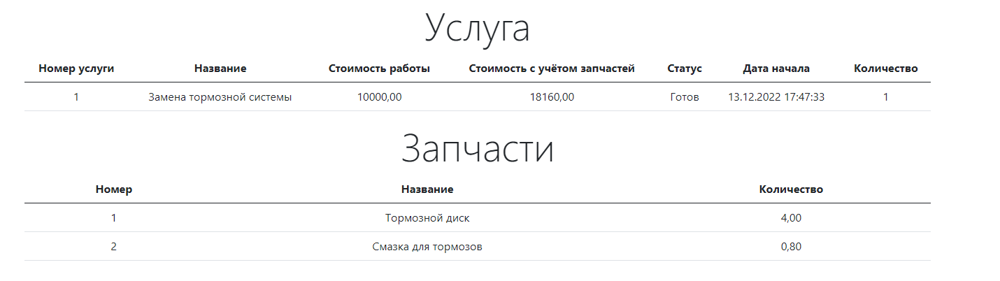 Услуга
Номер услуги Название Стоимость работы Стоимость с учётом запчастей Статус Дата начала Количество
1 Замена тормозной системы 10000,00 18160,00 Готов 13.12.2022 17:47:33 1
Запчасти
Номер Название Количество
1 Тормозной диск 4,00
2 Смазка для тормозов 0,80